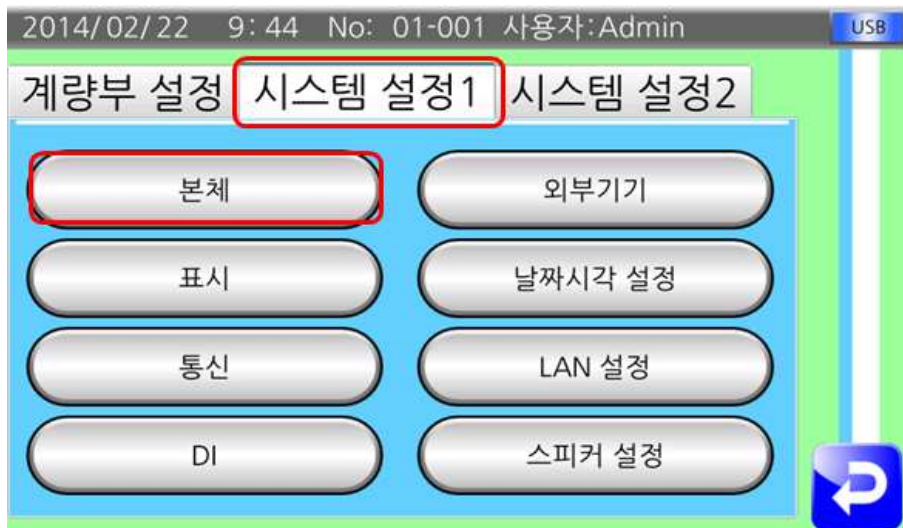 2014/02/22 9:44 No: 01-001 사용자:Admin USB
계량부 설정 시스템 설정1 시스템 설정2
본체 외부기기
표시 날짜시각 설정
통신 LAN 설정
DI 스피커 설정